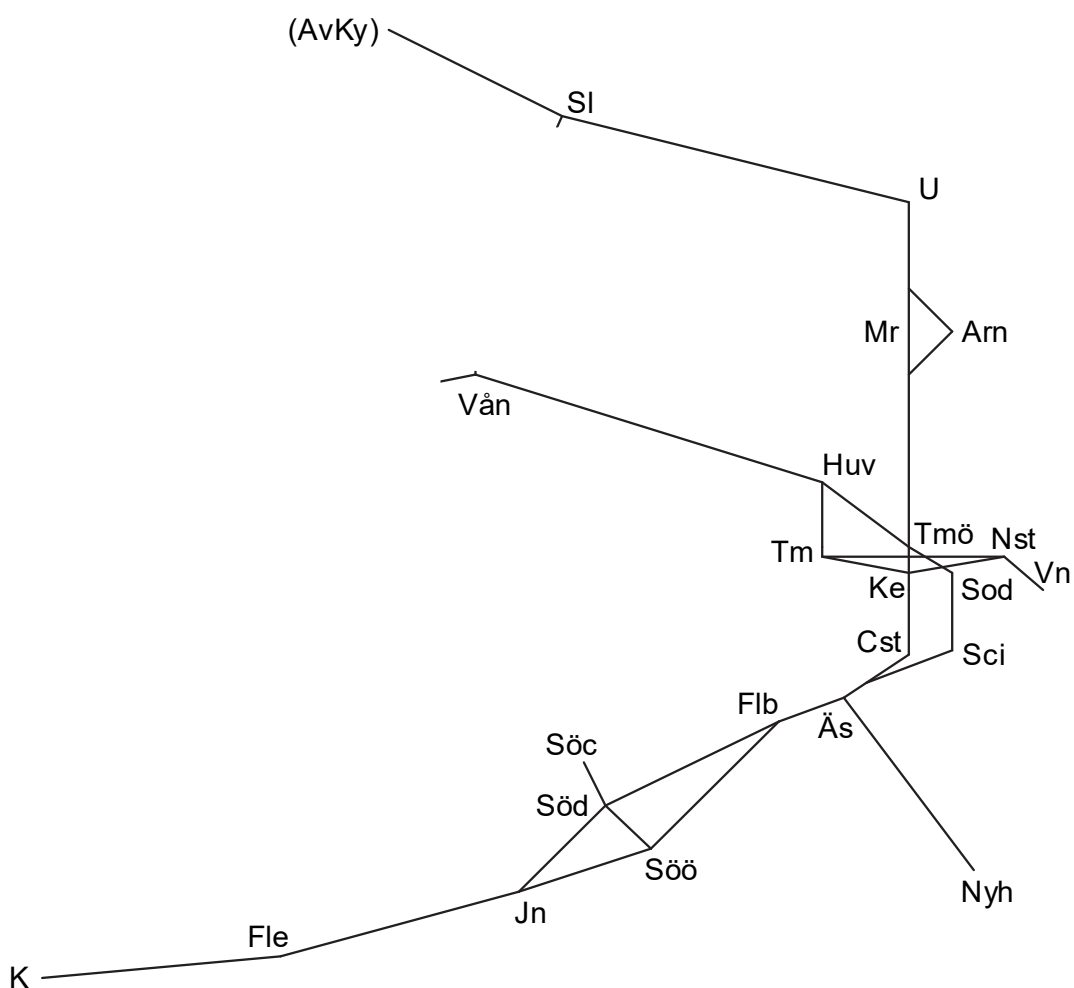 (AvKy)
Sl
U
Mr
Arn
Vån
Huv
Tmö
Nst
Tm
Vn
Ke
Sod
Cst
Sci
Flb
Äs
Söc
Söd
Söö
Nyh
Jn
Fle
K